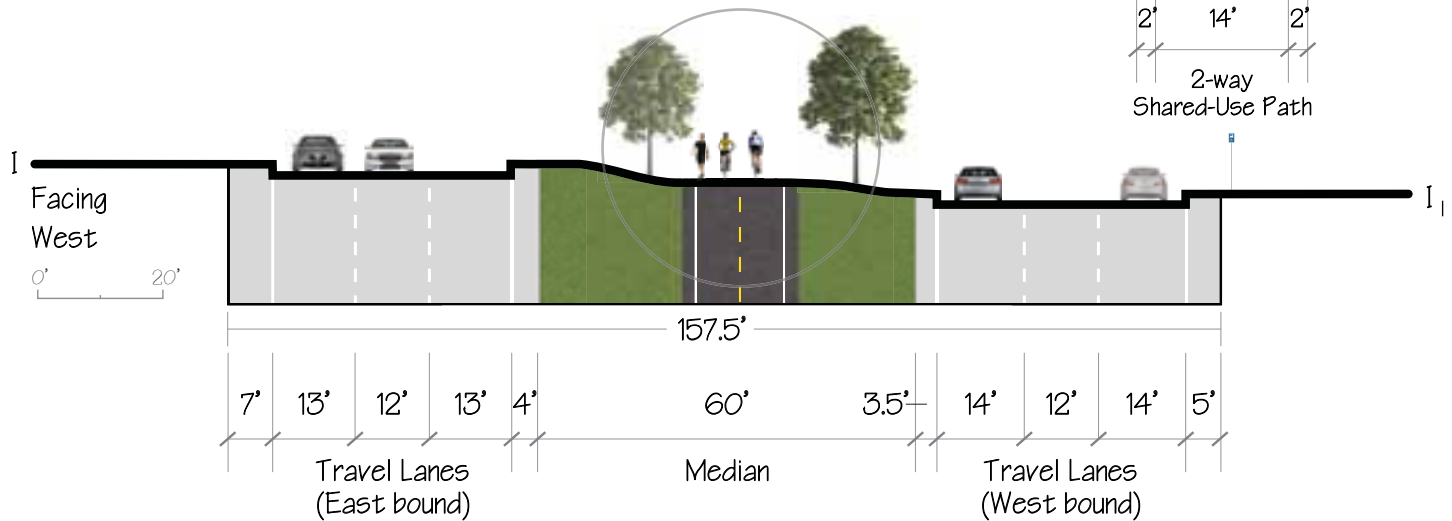 2’ 14’ 2’
2-way
Shared-Use Path
I
Facing
West
0’ 20’
I₁
157.5’
7’ 13’ 12’ 13’ 4’ 60’ 3.5’ 14’ 12’ 14’ 5’
Travel Lanes
(East bound)
Median
Travel Lanes
(West bound)